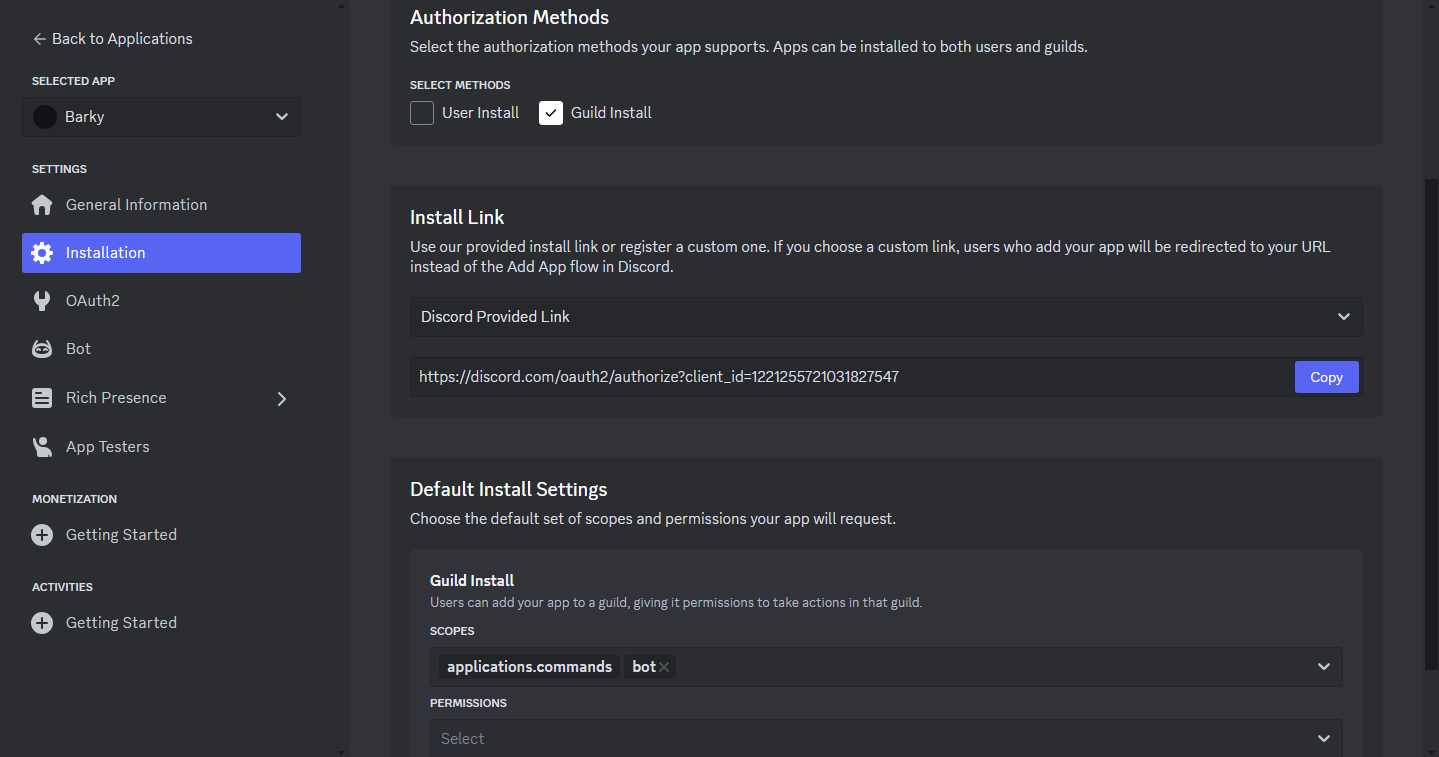 Back to Applications
SELECTED APP
Barky
SETTINGS
General Information
Installation
OAuth2
Bot
Rich Presence
App Testers
MONETIZATION
Getting Started
ACTIVITIES
Getting Started
Authorization Methods
Select the authorization methods your app supports. Apps can be installed to both users and guilds.
SELECT METHODS
User Install Guild Install
Install Link
Use our provided install link or register a custom one. If you choose a custom link, users who add your app will be redirected to your URL
instead of the Add App flow in Discord.
Discord Provided Link
https://discord.com/oauth2/authorize?client_id=1221255721031827547 Copy
Default Install Settings
Choose the default set of scopes and permissions your app will request.
Guild Install
Users can add your app to a guild, giving it permissions to take actions in that guild.
SCOPES
applications.commands bot
PERMISSIONS
Select